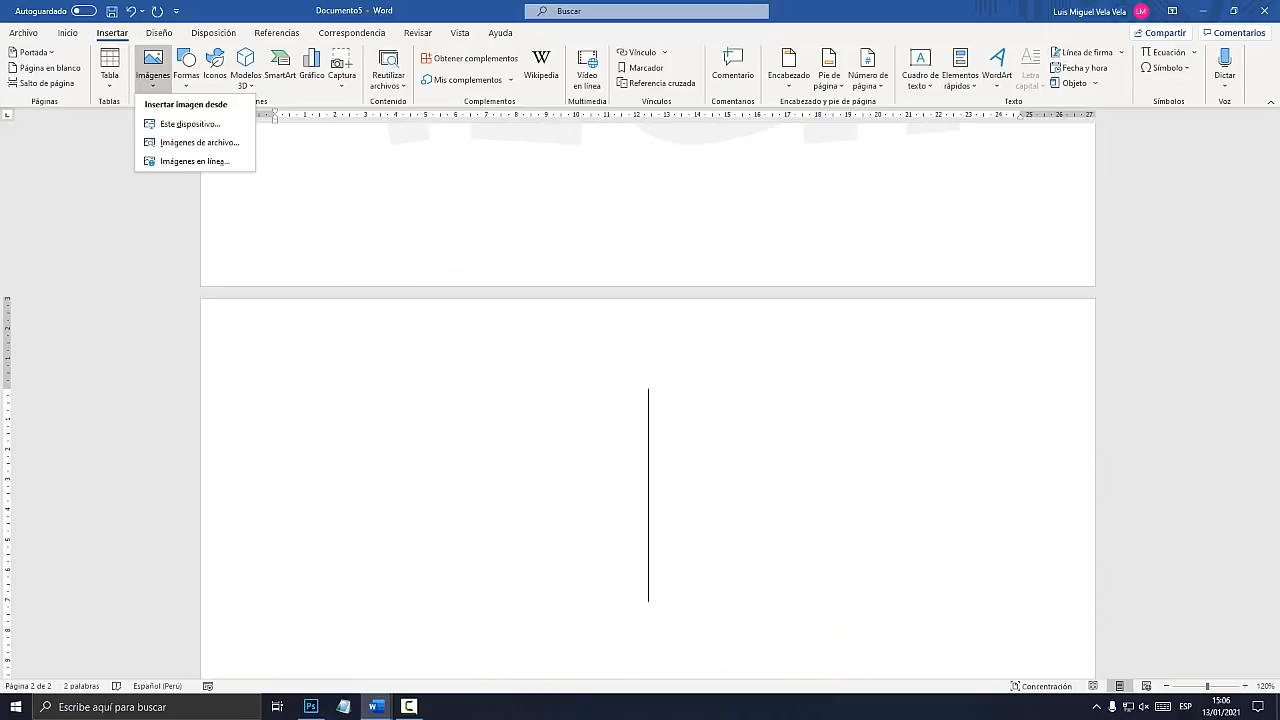 Autoguardado
Documento5 - Word
Buscar
Luis Miguel Vela Vela
LM
Archivo
Inicio
Insertar
Diseño
Disposición
Referencias
Correspondencia
Revisar
Vista
Ayuda
Compartir
Comentarios
Portada
Página en blanco
Salto de página
Páginas
Tabla
Tablas
Imágenes
Formas
Iconos
Modelos
3D
SmartArt
Gráfico
Captura
Reutilizar
archivos
Contenido
Obtener complementos
Mis complementos
Wikipedia
Complementos
Vídeo
en línea
Multimedia
Vínculo
Marcador
Referencia cruzada
Vínculos
Comentario
Comentarios
Encabezado
Pie de
página
Número de
página
Encabezado y pie de página
Cuadro de
texto
Elementos
rápidos
WordArt
Letra
capital
Línea de firma
Fecha y hora
Objeto
Texto
Ecuación
Símbolo
Símbolos
Dictar
Voz
Insertar imagen desde
Este dispositivo...
Imágenes de archivo...
Imágenes en línea...
Página 2 de 2
2 palabras
Español (Perú)
Concentración
120%
Escribe aquí para buscar
ESP
15:06
13/01/2021